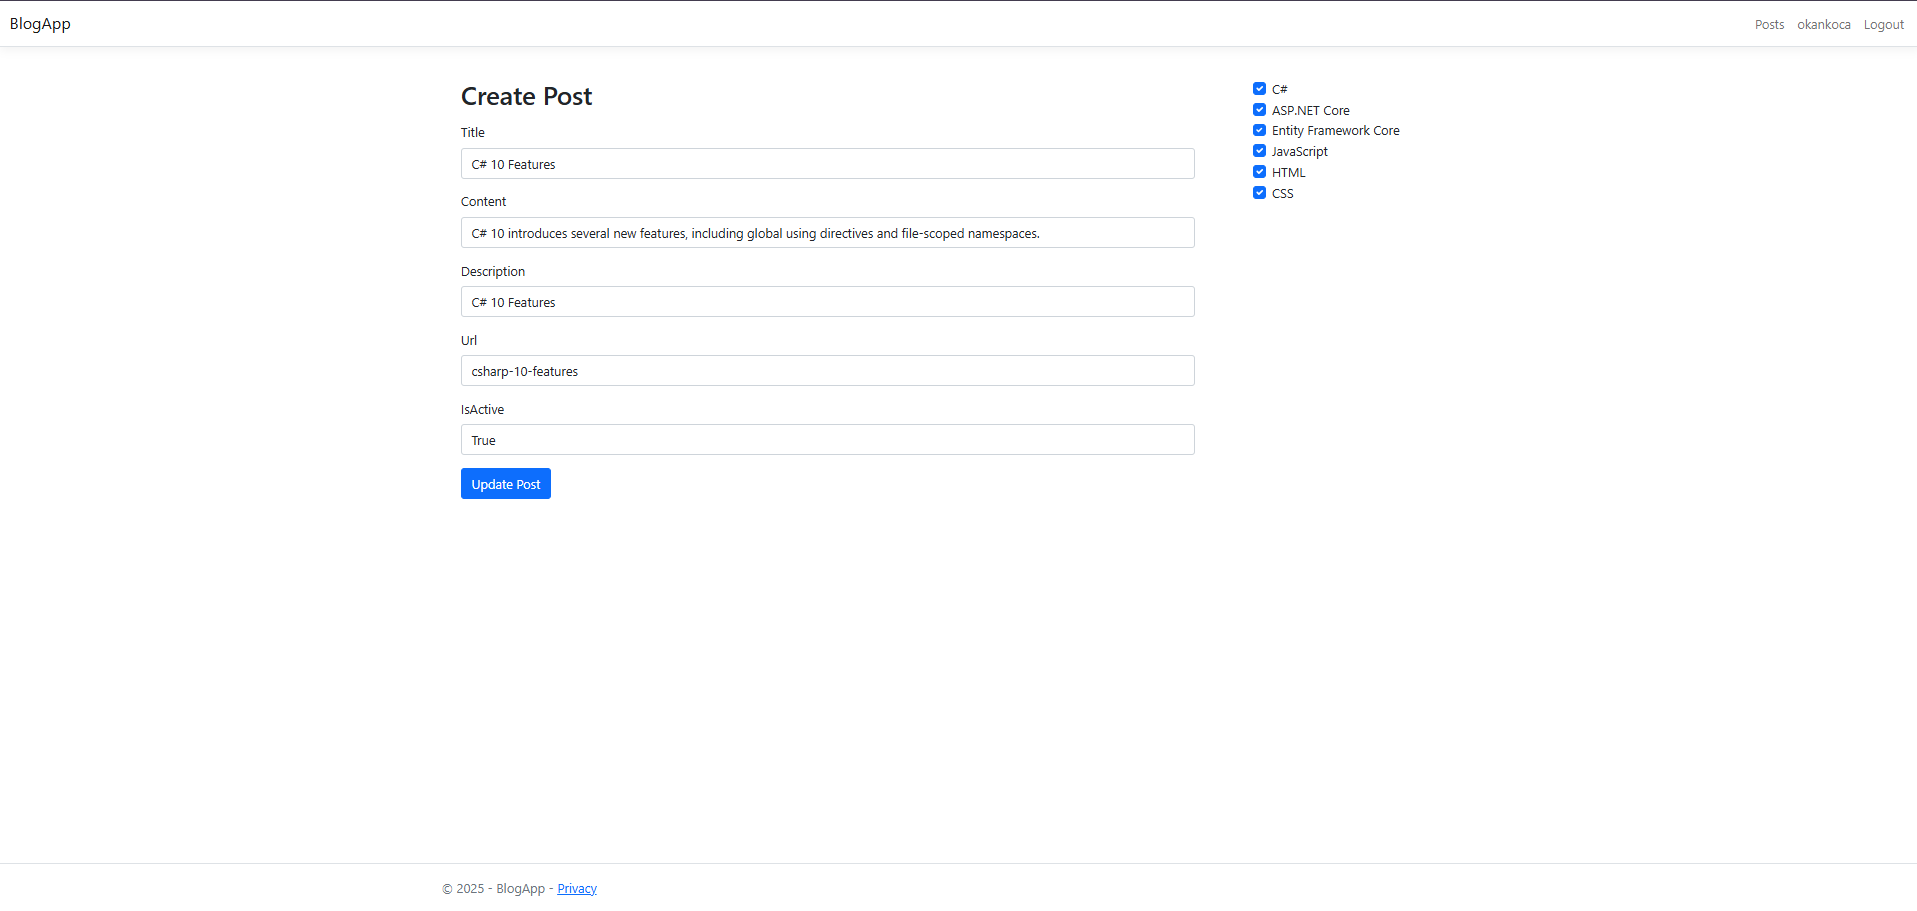 BlogApp
Posts okankoca Logout
Create Post
Title
C# 10 Features
Content
C# 10 introduces several new features, including global using directives and file-scoped namespaces.
Description
C# 10 Features
Url
csharp-10-features
IsActive
True
Update Post
C#
ASP.NET Core
Entity Framework Core
JavaScript
HTML
CSS
© 2025 - BlogApp - Privacy